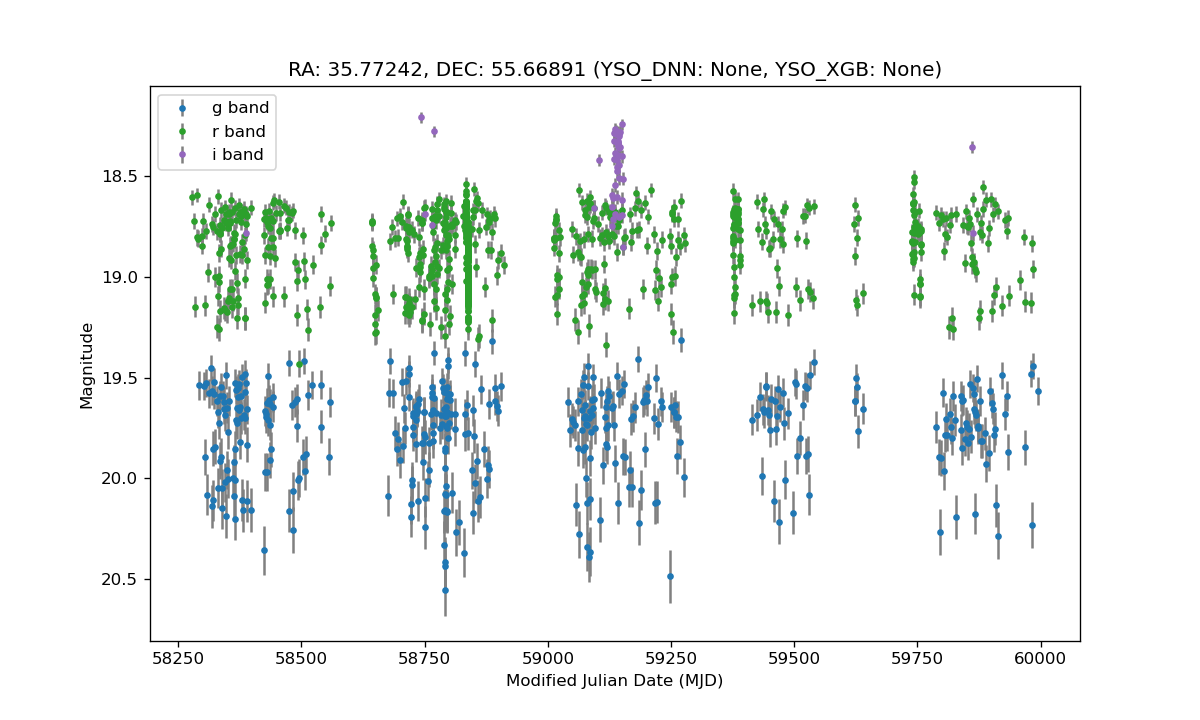 RA: 35.77242, DEC: 55.66891 (YSO_DNN: None, YSO_XGB: None)
g band
r band
i band
18.5
19.0
19.5
20.0
20.5
Magnitude
58250 58500 58750 59000 59250 59500 59750 60000
Modified Julian Date (MJD)